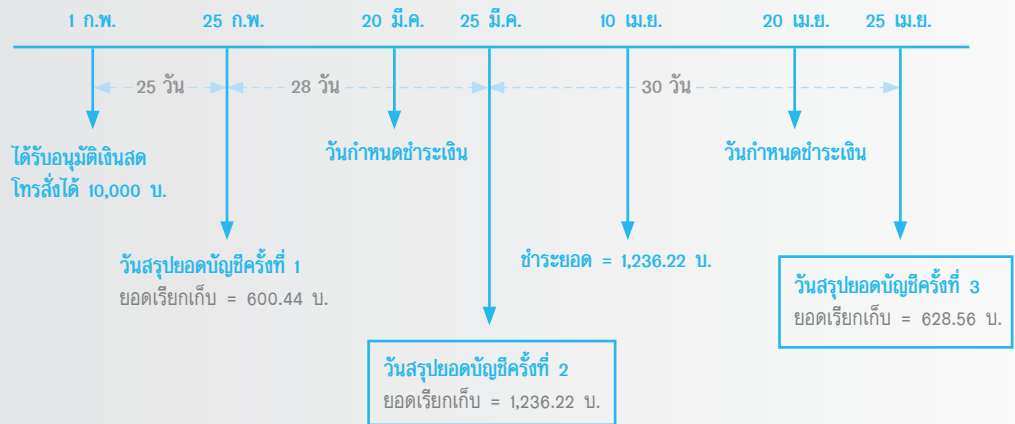 1 ก.พ. 25 ก.พ. 20 มี.ค. 25 มี.ค. 10 เม.ย. 20 เม.ย. 25 เม.ย.
25 วัน 28 วัน 30 วัน
ได้รับอนุมัติเงินสด
โทรสั่งได้ 10,000 บ.
วันกำหนดชำระเงิน
วันกำหนดชำระเงิน
วันสรุปยอดบัญชีครั้งที่ 1
ยอดเรียกเก็บ = 600.44 บ.
ชำระยอด = 1,236.22 บ.
วันสรุปยอดบัญชีครั้งที่ 3
ยอดเรียกเก็บ = 628.56 บ.
วันสรุปยอดบัญชีครั้งที่ 2
ยอดเรียกเก็บ = 1,236.22 บ.